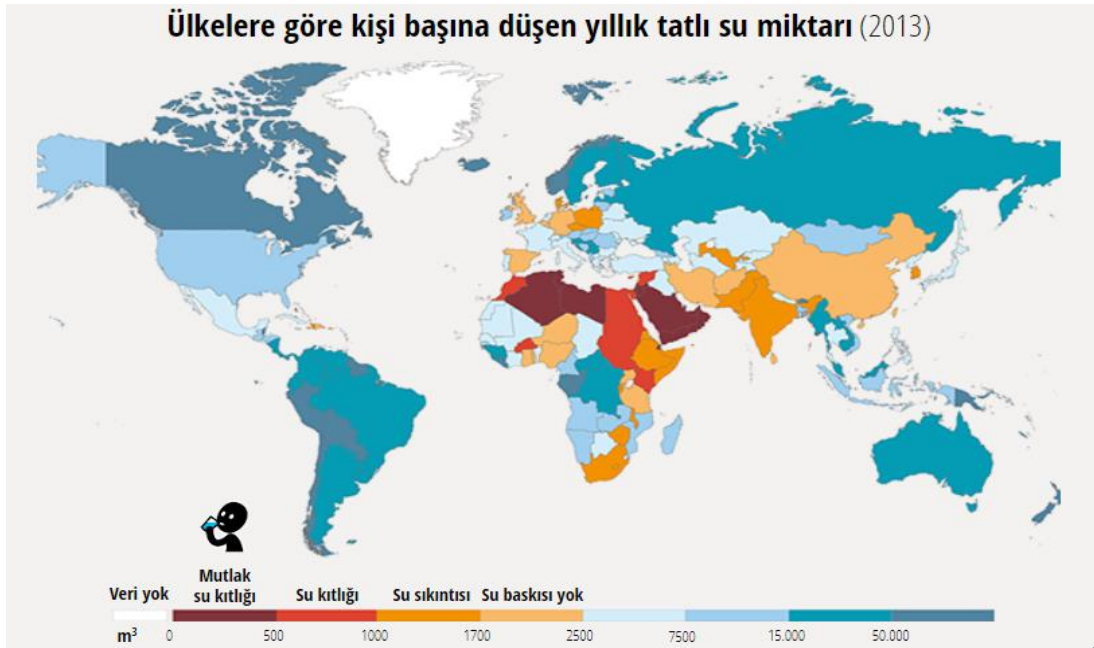 Ülkelere göre kişi başına düşen yıllık tatlı su miktarı (2013)
Veri yok
Mutlak
su kıtlığı
Su kıtlığı
Su sıkıntısı
Su baskısı yok
m³ 0 500 1000 1700 2500 7500 15.000 50.000